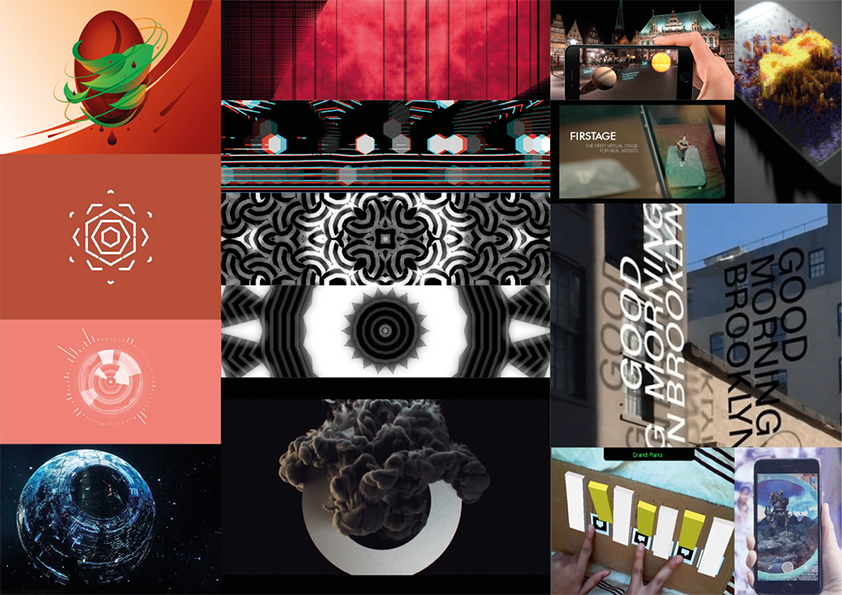 FIRSTAGE
THE FIRST VIRTUAL STAGE
FOR REAL ARTISTS
GOOD
MORNING
BROOKLYN
GOOD
MORNING
BROOKLYN
Grand Piano